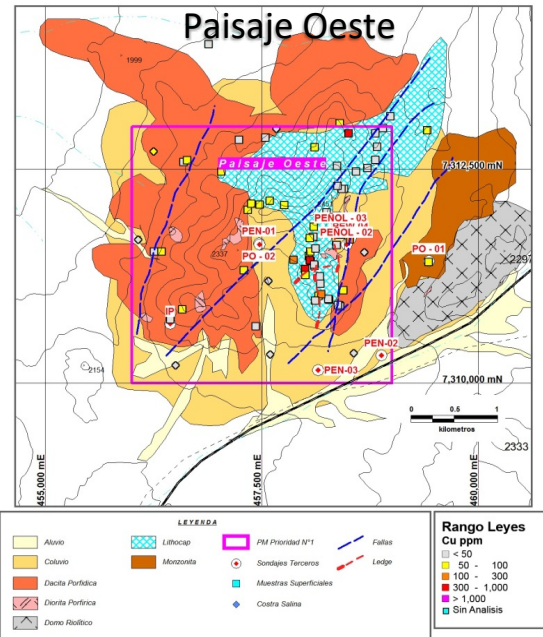 Paisaje Oeste
1999
Paisaje Oeste
7,312,500 mN
PENOL - 03
PEN-01
PENOL - 02
PO - 02
PO - 01
2337
2297
IP
PEN-02
PEN-03
2154
7,310,000 mN
0 0.5 1
kilometros
2333
455,000 mE
457,500 mE
460,000 mE
LEYENDA
Aluvio
Coluvio
Dacita Porfidica
Diorita Porfirica
Domo Riolítico
Lithocap
Monzonita
PM Prioridad N°1
Sondajes Terceros
Muestras Superficiales
Costra Salina
Fallas
Ledge
Rango Leyes
Cu ppm
< 50
50 - 100
100 - 300
300 - 1,000
> 1,000
Sin Analisis